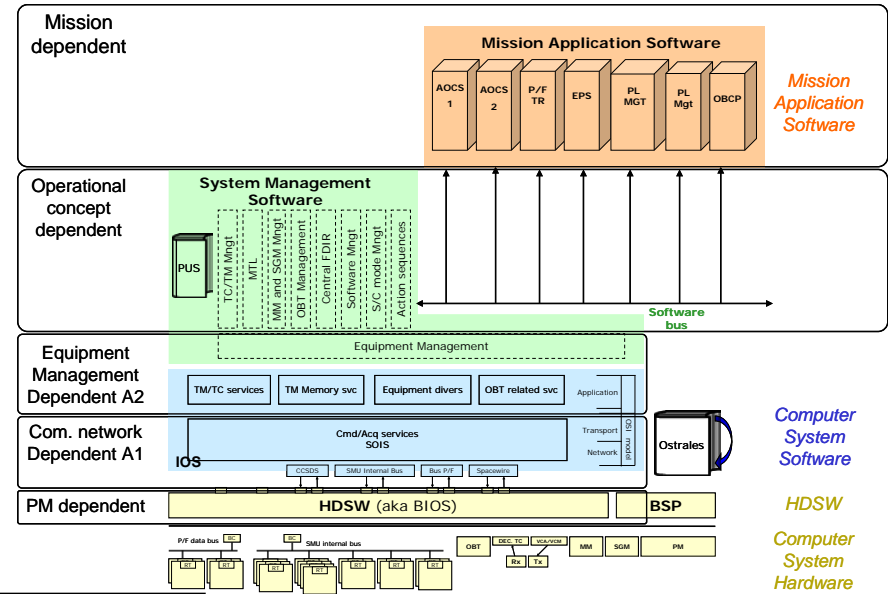 Mission
dependent
Mission Application Software
AOCS
1
AOCS
2
P/F
TR
EPS
PL
MGT
PL
Mgt
OBCP
Mission
Application
Software
Operational
concept
dependent
System Management
Software
PUS
TC/TM Mngt
MTL
MM and SGM Mngt
OBT Management
Central FDIR
Software Mngt
S/C mode Mngt
Action sequences
Software
bus
Equipment Management
Equipment
Management
Dependent A2
TM/TC services
TM Memory svc
Equipment divers
OBT related svc
Application
Com. network
Dependent A1
Cmd/Acq services
SOIS
Transport
Network
OSI model
IOS
CCSDS
SMU Internal Bus
Bus P/F
Spacewire
Ostrales
Computer
System
Software
PM dependent
HDSW (aka BIOS)
BSP
HDSW
P/F data bus
BC
BC
SMU internal bus
RT
RT
RT
RT
RT
RT
RT
OBT
DEC. TC
VCA/VCM
MM
SGM
PM
Rx
Tx
Computer
System
Hardware